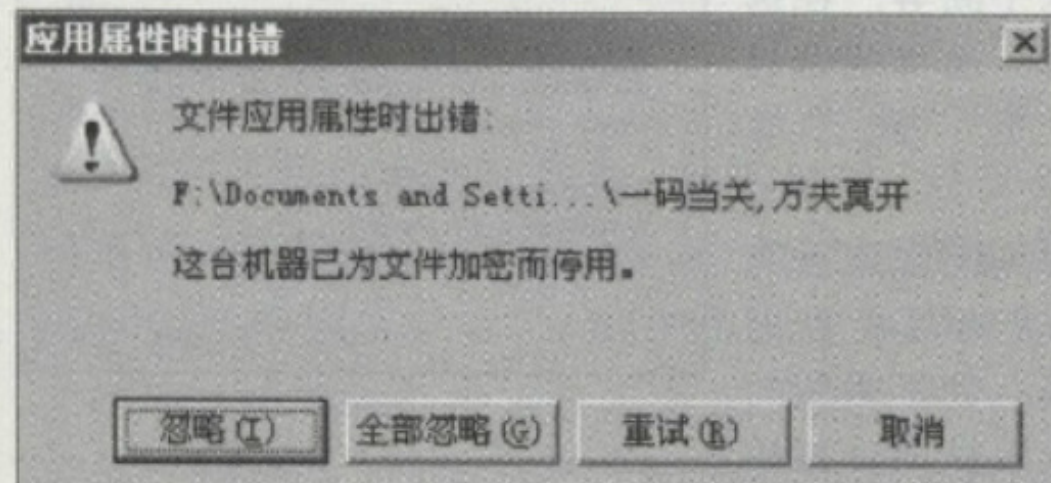 应用属性时出错
文件应用属性时出错:
F:\Documents and Setti...\一码当关,万夫莫开
这台机器已为文件加密而停用。
忽略(I) 全部忽略(G) 重试(R) 取消